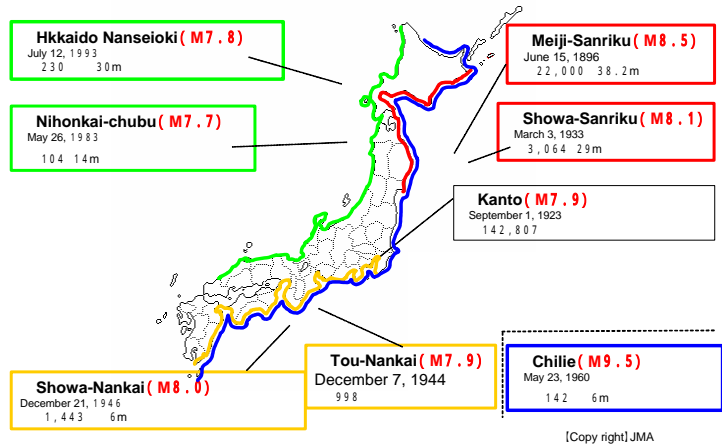 Hkkaido Nanseioki(M7.8)
July 12, 1993
230 30m
Nihonkai-chubu(M7.7)
May 26, 1983
104 14m
Meiji-Sanriku(M8.5)
June 15, 1896
22,000 38.2m
Showa-Sanriku(M8.1)
March 3, 1933
3,064 29m
Kanto(M7.9)
September 1, 1923
142,807
Showa-Nankai(M8.0)
December 21, 1946
1,443 6m
Tou-Nankai(M7.9)
December 7, 1944
998
Chilie(M9.5)
May 23, 1960
142 6m
[Copy right]JMA